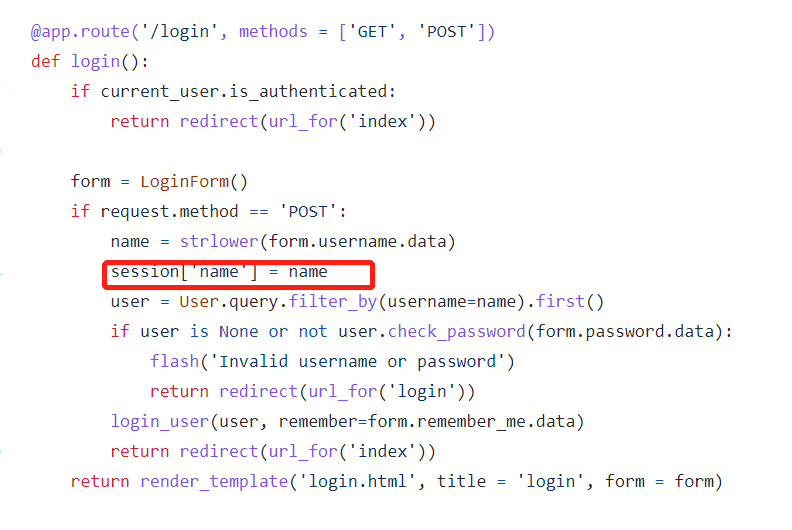 @app.route('/login', methods = ['GET', 'POST'])
def login():
    if current_user.is_authenticated:
        return redirect(url_for('index'))

    form = LoginForm()
    if request.method == 'POST':
        name = strlower(form.username.data)
        session['name'] = name
        user = User.query.filter_by(username=name).first()
        if user is None or not user.check_password(form.password.data):
            flash('Invalid username or password')
            return redirect(url_for('login'))
        login_user(user, remember=form.remember_me.data)
        return redirect(url_for('index'))
    return render_template('login.html', title = 'login', form = form)